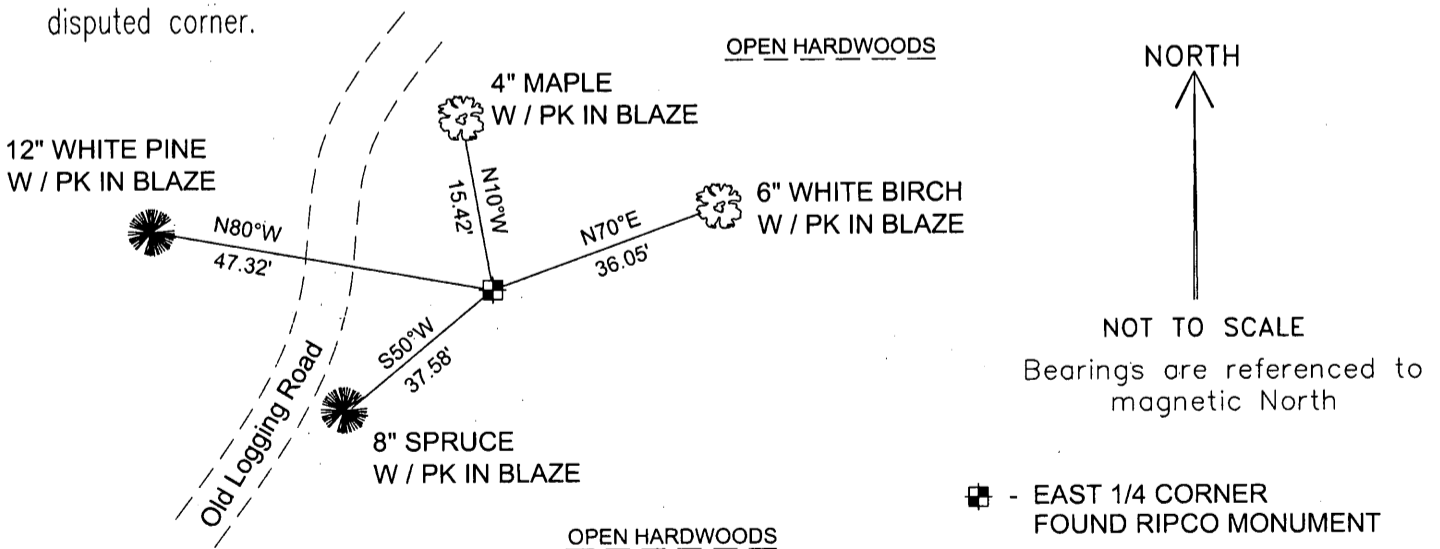 disputed corner.
OPEN HARDWOODS
NORTH
4" MAPLE
W / PK IN BLAZE
12" WHITE PINE
W / PK IN BLAZE
N10°W
15.42'
6" WHITE BIRCH
W / PK IN BLAZE
N80°W
47.32'
N70°E
36.05'
S50°W
37.58'
NOT TO SCALE
Bearings are referenced to
magnetic North
Old Logging Road
8" SPRUCE
W / PK IN BLAZE
- EAST 1/4 CORNER
FOUND RIPCO MONUMENT
OPEN HARDWOODS